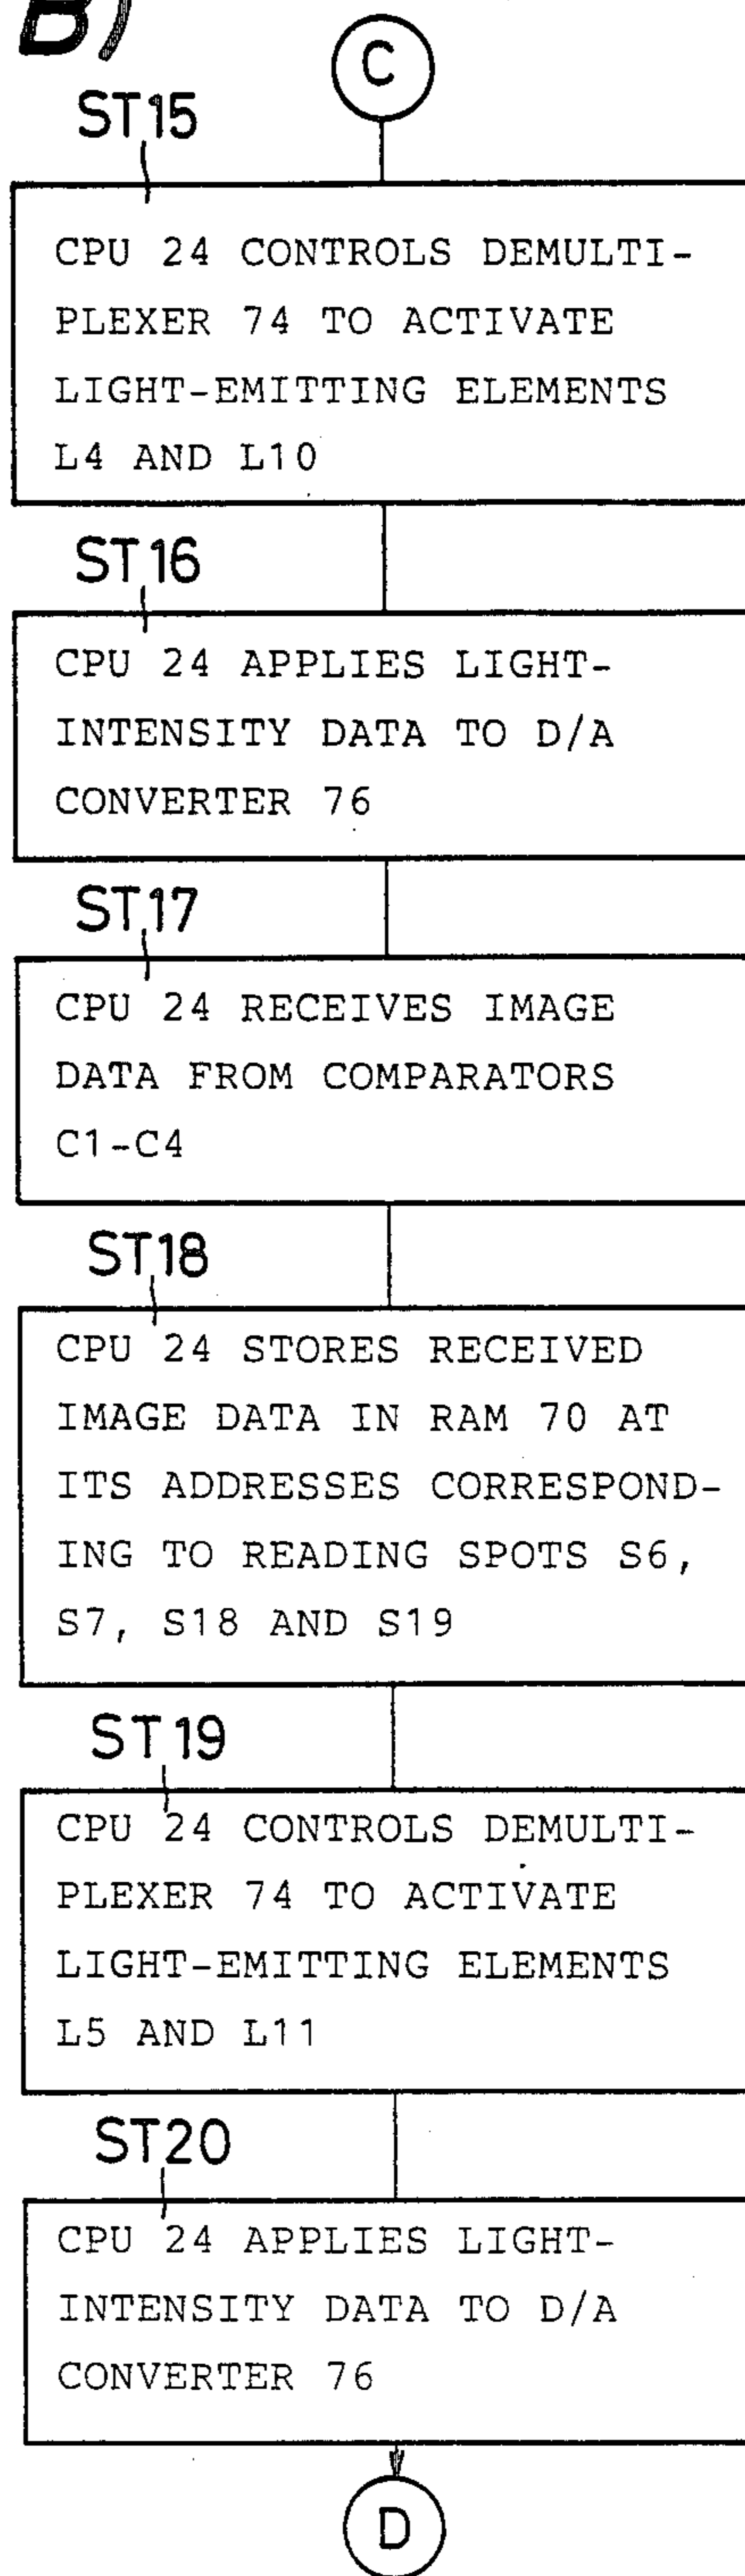 B)
C
ST15
CPU 24 CONTROLS DEMULTI-
PLEXER 74 TO ACTIVATE
LIGHT-EMITTING ELEMENTS
L4 AND L10
ST16
CPU 24 APPLIES LIGHT-
INTENSITY DATA TO D/A
CONVERTER 76
ST17
CPU 24 RECEIVES IMAGE
DATA FROM COMPARATORS
C1-C4
ST18
CPU 24 STORES RECEIVED
IMAGE DATA IN RAM 70 AT
ITS ADDRESSES CORRESPOND-
ING TO READING SPOTS S6,
S7, S18 AND S19
ST19
CPU 24 CONTROLS DEMULTI-
PLEXER 74 TO ACTIVATE
LIGHT-EMITTING ELEMENTS
L5 AND L11
ST20
CPU 24 APPLIES LIGHT-
INTENSITY DATA TO D/A
CONVERTER 76
D